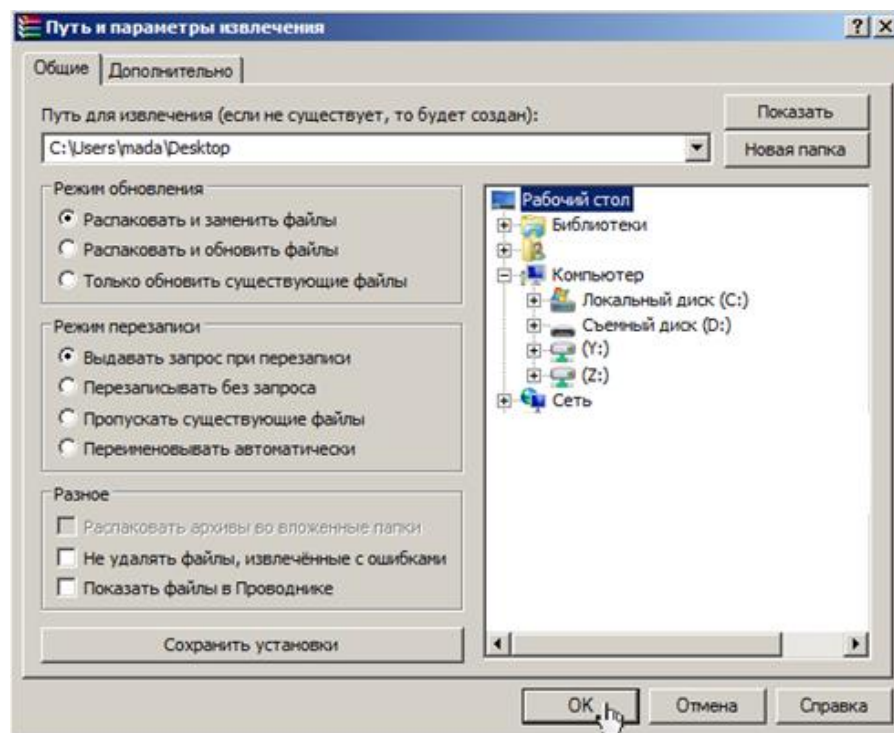 Путь и параметры извлечения
Общие
Дополнительно
Путь для извлечения (если не существует, то будет создан):
Показать
C:\Users\mada\Desktop
Новая папка
Режим обновления
Распаковать и заменить файлы
Распаковать и обновить файлы
Только обновить существующие файлы
Режим перезаписи
Выдавать запрос при перезаписи
Перезаписывать без запроса
Пропускать существующие файлы
Переименовывать автоматически
Разное
Распаковать архивы во вложенные папки
Не удалять файлы, извлечённые с ошибками
Показать файлы в Проводнике
Сохранить установки
Рабочий стол
Библиотеки
Компьютер
Локальный диск (C:)
Съемный диск (D:)
(Y:)
(Z:)
Сеть
OK
Отмена
Справка